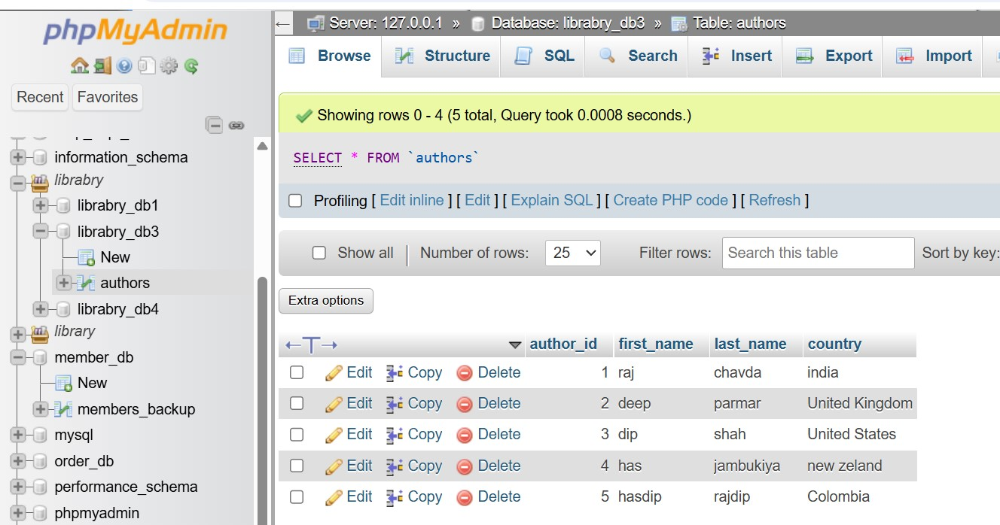 phpMyAdmin
Recent Favorites
information_schema
librabry
librabry_db1
librabry_db3
New
authors
librabry_db4
library
member_db
New
members_backup
mysql
order_db
performance_schema
phpmyadmin
Server: 127.0.0.1 » Database: librabry_db3 » Table: authors
Browse Structure SQL Search Insert Export Import
Showing rows 0 - 4 (5 total, Query took 0.0008 seconds.)
SELECT * FROM `authors`
Profiling [ Edit inline ] [ Edit ] [ Explain SQL ] [ Create PHP code ] [ Refresh ]
Show all | Number of rows: 25 Filter rows: Search this table Sort by key:
Extra options
←T→ author_id first_name last_name country
Edit Copy Delete 1 raj chavda india
Edit Copy Delete 2 deep parmar United Kingdom
Edit Copy Delete 3 dip shah United States
Edit Copy Delete 4 has jambukiya new zeland
Edit Copy Delete 5 hasdip rajdip Colombia